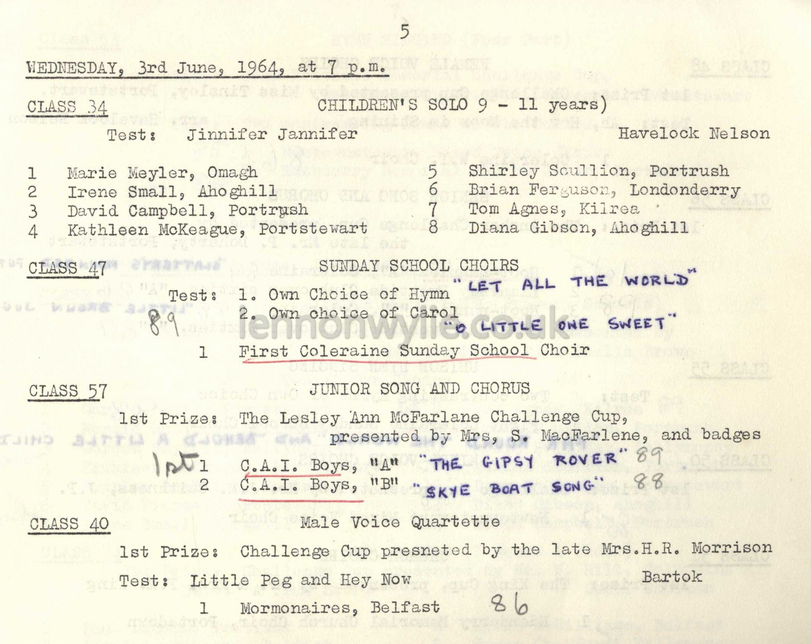 5
WEDNESDAY, 3rd June, 1964, at 7 p.m.
CLASS 34 CHILDREN'S SOLO 9 - 11 years)
Test: Jinnifer Jannifer Havelock Nelson
1 Marie Meyler, Omagh 5 Shirley Scullion, Portrush
2 Irene Small, Ahoghill 6 Brian Ferguson, Londonderry
3 David Campbell, Portrush 7 Tom Agnes, Kilrea
4 Kathleen McKeague, Portstewart 8 Diana Gibson, Ahoghill
CLASS 47 SUNDAY SCHOOL CHOIRS
Test: 1. Own Choice of Hymn "LET ALL THE WORLD"
89 2. Own choice of Carol "O LITTLE ONE SWEET"
lennonwylie.co.uk
1 First Coleraine Sunday School Choir
CLASS 57 JUNIOR SONG AND CHORUS
1st Prize: The Lesley Ann McFarlane Challenge Cup,
presented by Mrs, S. MacFarlene, and badges
1st 1 C.A.I. Boys, "A" "THE GIPSY ROVER" 89
2 C.A.I. Boys, "B" "SKYE BOAT SONG" 88
CLASS 40 Male Voice Quartette
1st Prize: Challenge Cup presneted by the late Mrs.H.R. Morrison
Test: Little Peg and Hey Now Bartok
1 Mormonaires, Belfast 86